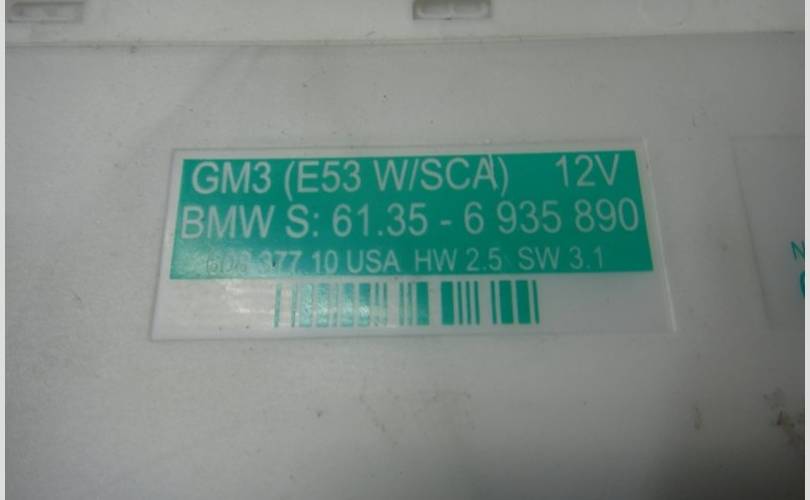 GM3 (E53 W/SCA) 12V
BMW S: 61.35 - 6 935 890
377 10 USA HW 2.5 SW 3.1